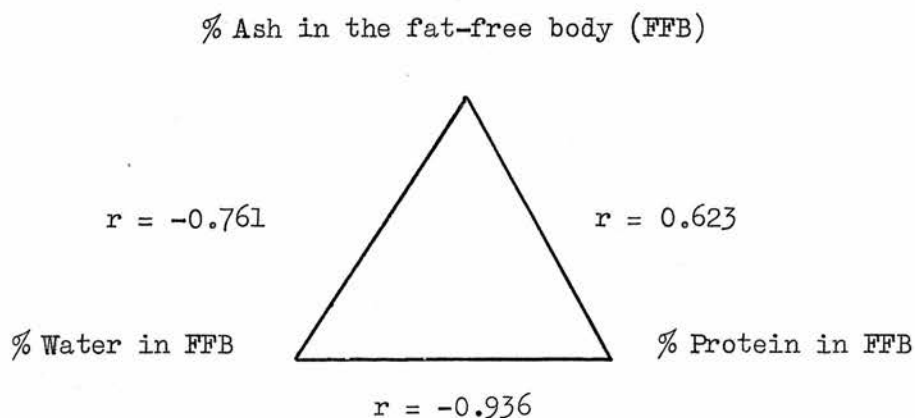 % Ash in the fat-free body (FFB)
r = -0.761
r = 0.623
% Water in FFB
% Protein in FFB
r = -0.936